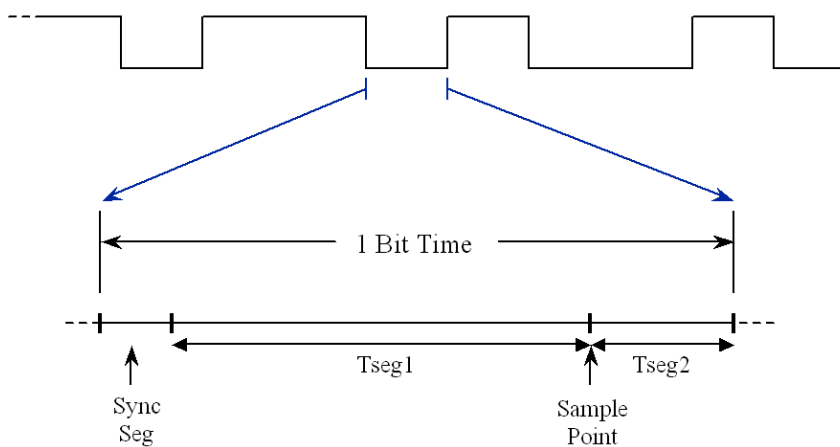 1 Bit Time
Tseg1
Tseg2
Sync
Seg
Sample
Point